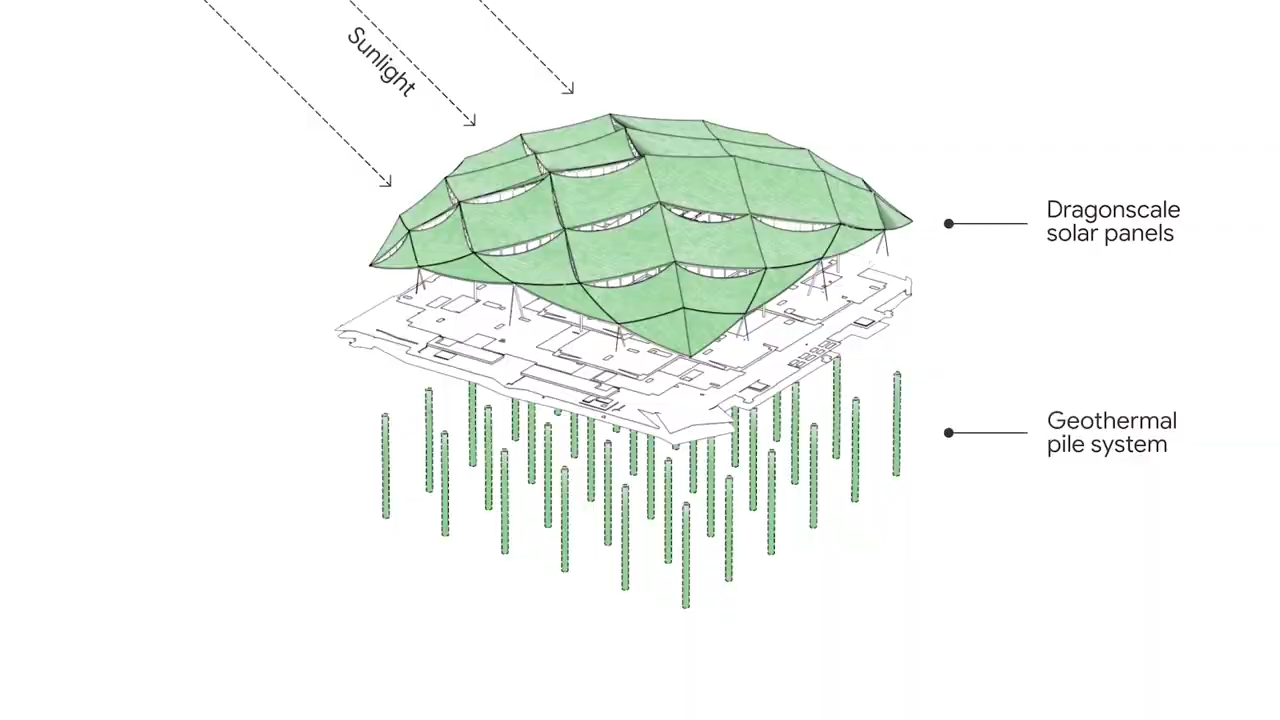 Sunlight
Dragonscale
solar panels
Geothermal
pile system